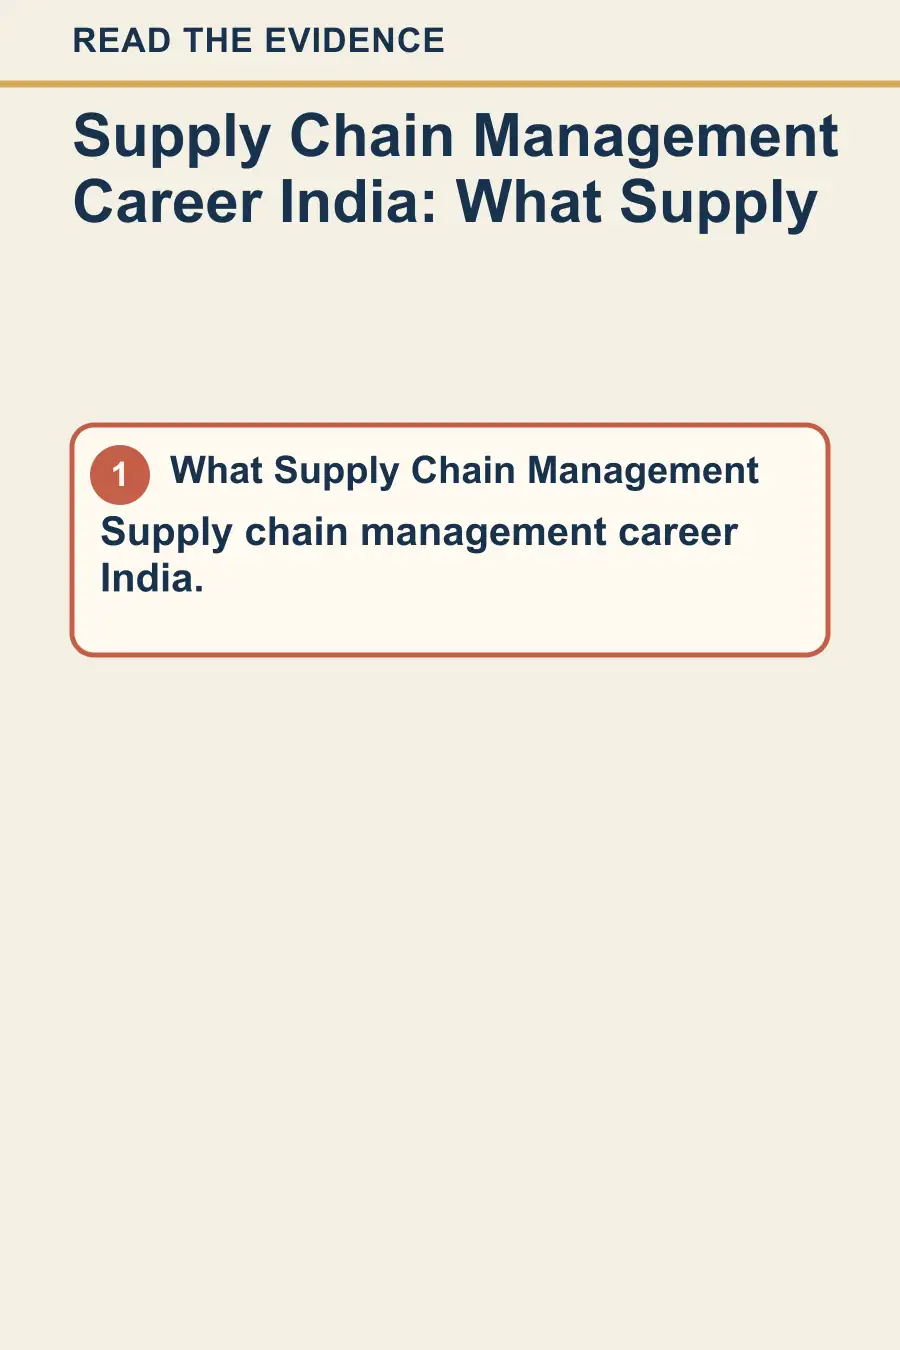 READ THE EVIDENCE
Supply Chain Management
Career India: What Supply
1 What Supply Chain Management
Supply chain management career
India.